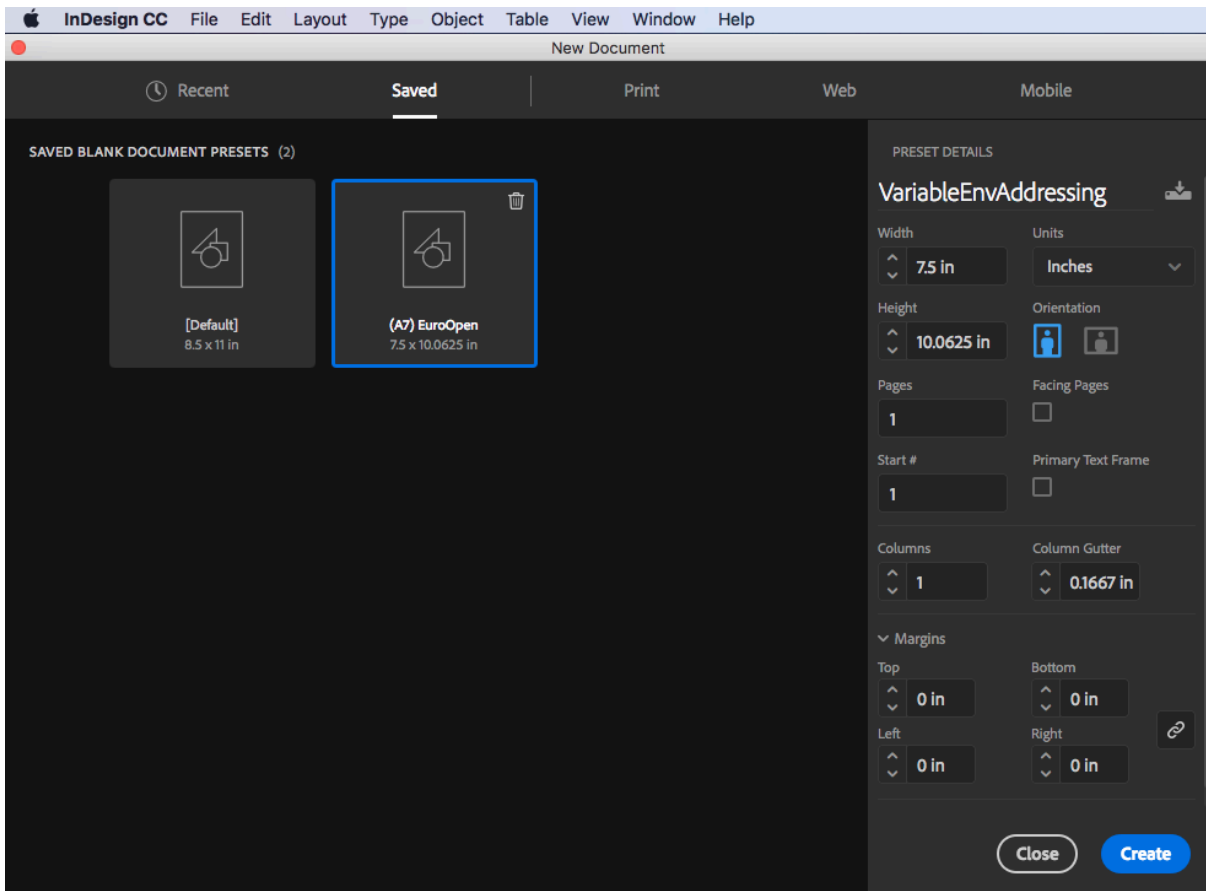 InDesign CC File Edit Layout Type Object Table View Window Help
New Document
Recent Saved Print Web Mobile
SAVED BLANK DOCUMENT PRESETS (2)
[Default]
8.5 x 11 in
(A7) EuroOpen
7.5 x 10.0625 in
PRESET DETAILS
VariableEnvAddressing
Width Units
7.5 in Inches
Height Orientation
10.0625 in
Pages Facing Pages
1
Start # Primary Text Frame
1
Columns Column Gutter
1 0.1667 in
Margins
Top Bottom
0 in 0 in
Left Right
0 in 0 in
Close Create